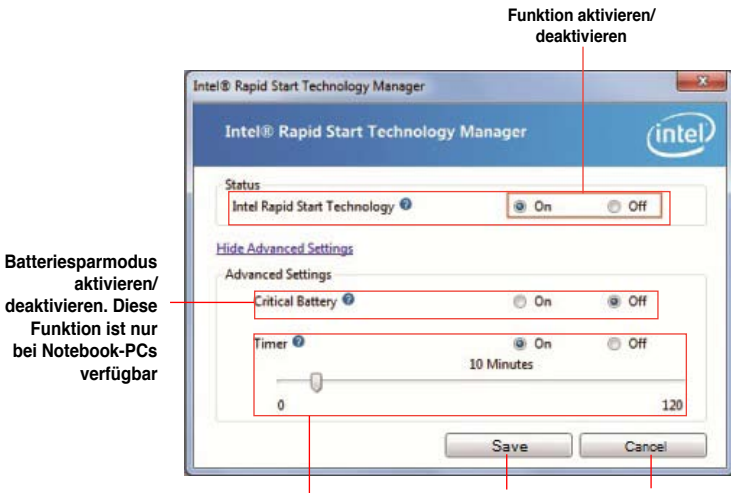 Funktion aktivieren/
deaktivieren
Intel® Rapid Start Technology Manager
Intel® Rapid Start Technology Manager
intel
Status
Intel Rapid Start Technology ? On Off
Hide Advanced Settings
Advanced Settings
Batteriesparmodus
aktivieren/
deaktivieren. Diese
Funktion ist nur
bei Notebook-PCs
verfügbar
Critical Battery ? On Off
Timer ? On Off
10 Minutes
0 120
Save Cancel